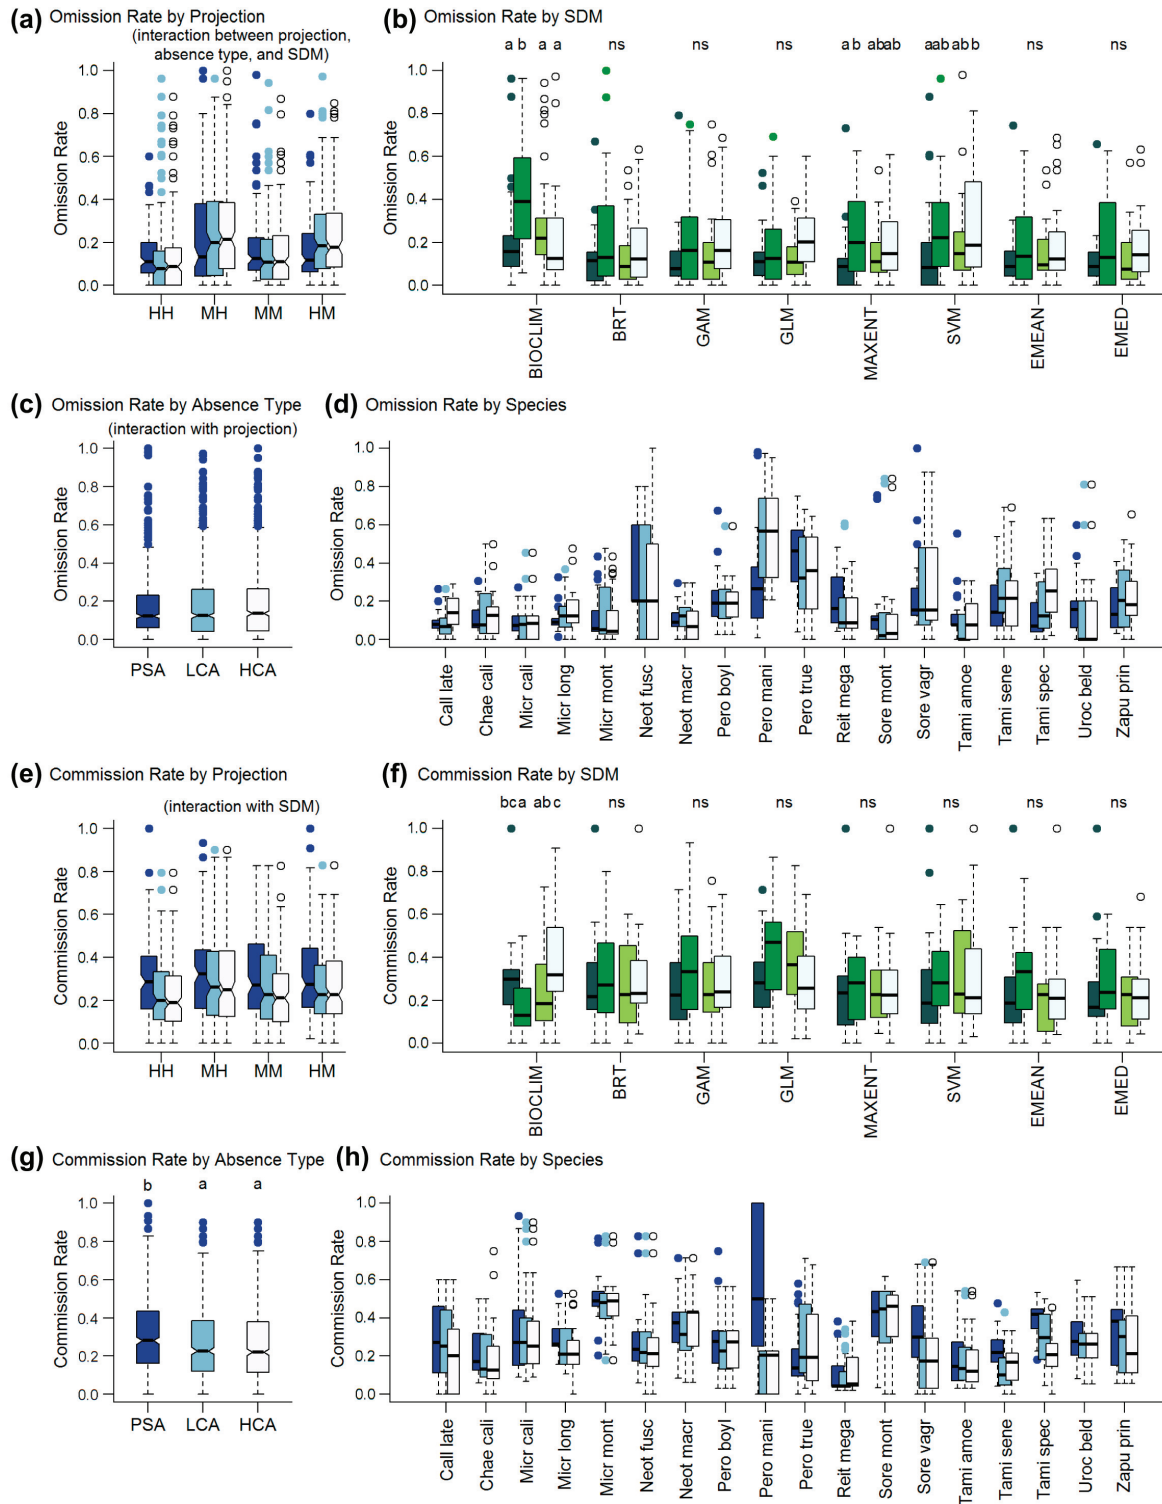 (a) Omission Rate by Projection
(interaction between projection,
absence type, and SDM)
Omission Rate
1.0
0.8
0.6
0.4
0.2
0.0
HH MH MM HM
(b) Omission Rate by SDM
a b a a ns ns ns a b abab aab ab b ns ns
Omission Rate
1.0
0.8
0.6
0.4
0.2
0.0
BIOCLIM BRT GAM GLM MAXENT SVM EMEAN EMED
(c) Omission Rate by Absence Type
(interaction with projection)
Omission Rate
1.0
0.8
0.6
0.4
0.2
0.0
PSA LCA HCA
(d) Omission Rate by Species
Omission Rate
1.0
0.8
0.6
0.4
0.2
0.0
Call late Chae cali Micr cali Micr long Micr mont Neot fusc Neot macr Pero boyl Pero mani Pero true Reit mega Sore mont Sore vagr Tami amoe Tami sene Tami spec Uroc beld Zapu prin
(e) Commission Rate by Projection
(interaction with SDM)
Commission Rate
1.0
0.8
0.6
0.4
0.2
0.0
HH MH MM HM
(f) Commission Rate by SDM
bc a ab c ns ns ns ns ns ns ns
Commission Rate
1.0
0.8
0.6
0.4
0.2
0.0
BIOCLIM BRT GAM GLM MAXENT SVM EMEAN EMED
(g) Commission Rate by Absence Type
b a a
Commission Rate
1.0
0.8
0.6
0.4
0.2
0.0
PSA LCA HCA
(h) Commission Rate by Species
Commission Rate
1.0
0.8
0.6
0.4
0.2
0.0
Call late Chae cali Micr cali Micr long Micr mont Neot fusc Neot macr Pero boyl Pero mani Pero true Reit mega Sore mont Sore vagr Tami amoe Tami sene Tami spec Uroc beld Zapu prin